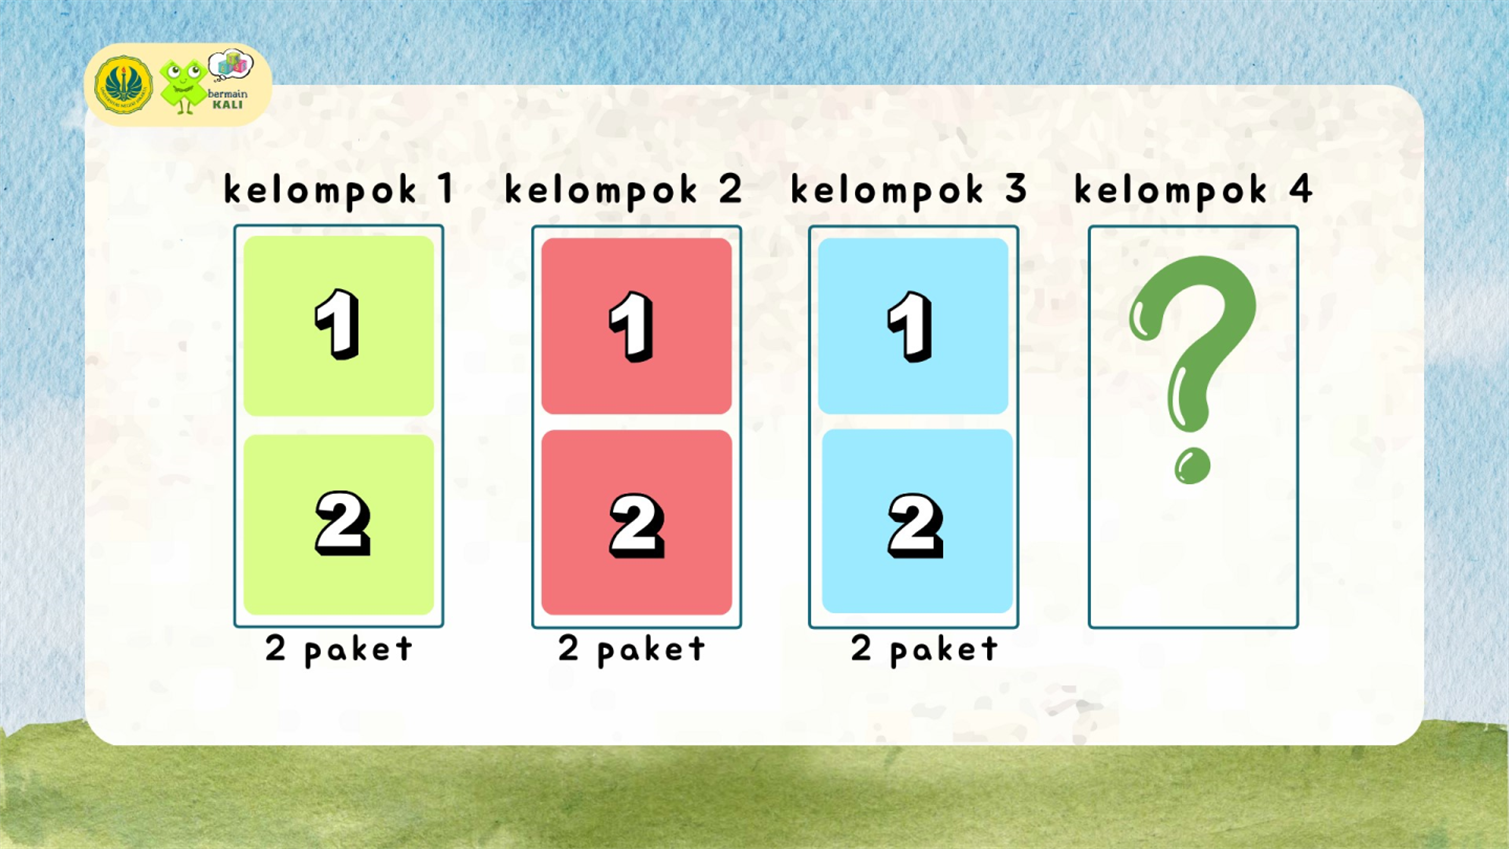 bermain
KALI
kelompok 1
kelompok 2
kelompok 3
kelompok 4
1
1
1
?
2
2
2
2 paket
2 paket
2 paket